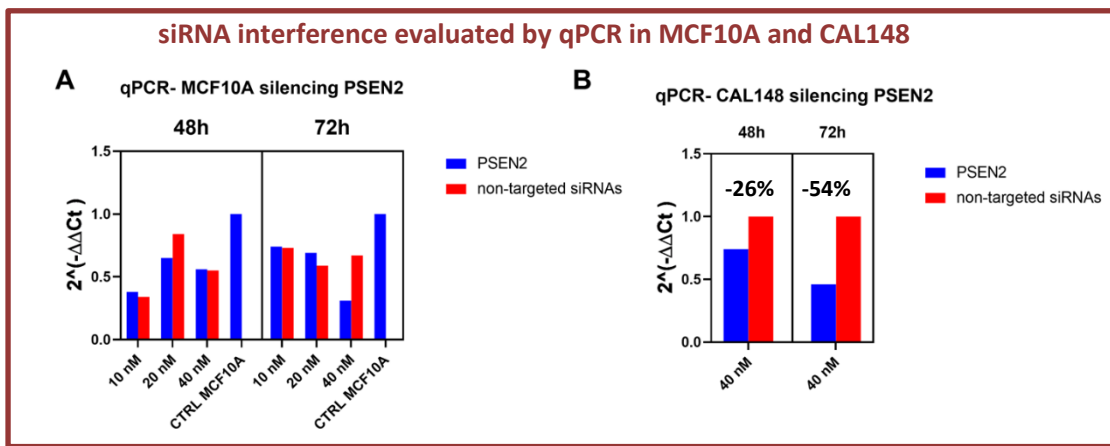 siRNA interference evaluated by qPCR in MCF10A and CAL148
A
qPCR- MCF10A silencing PSEN2
48h
72h
2^(-ΔΔCt )
1.5
1.0
0.5
0.0
10 nM
20 nM
40 nM
CTRL MCF10A
10 nM
20 nM
40 nM
CTRL MCF10A
PSEN2
non-targeted siRNAs
B
qPCR- CAL148 silencing PSEN2
48h
72h
2^(-ΔΔCt )
1.5
1.0
0.5
0.0
-26%
-54%
40 nM
40 nM
PSEN2
non-targeted siRNAs